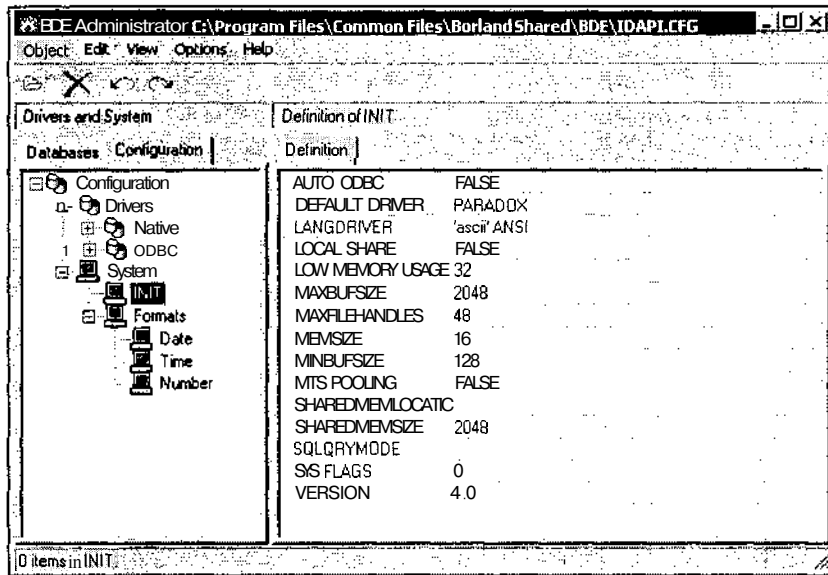 BDE Administrator C:\Program Files\Common Files\Borland Shared\BDE\IDAPI.CFG
Object Edit View Options Help
Drivers and System
Definition of INIT
Databases Configuration
Definition
Configuration
n- Drivers
Native
1 ODBC
System
INIT
Formats
Date
Time
Number
AUTO ODBC FALSE
DEFAULT DRIVER PARADOX
LANGDRIVER 'ascii' ANSI
LOCAL SHARE FALSE
LOW MEMORY USAGE 32
MAXBUFSIZE 2048
MAXFILEHANDLES 48
MEMSIZE 16
MINBUFSIZE 128
MTS POOLING FALSE
SHAREDMEMLOCATIC
SHAREDMEMSIZE 2048
SQLQRYMODE
SYS FLAGS 0
VERSION 4.0
0 items in INIT.